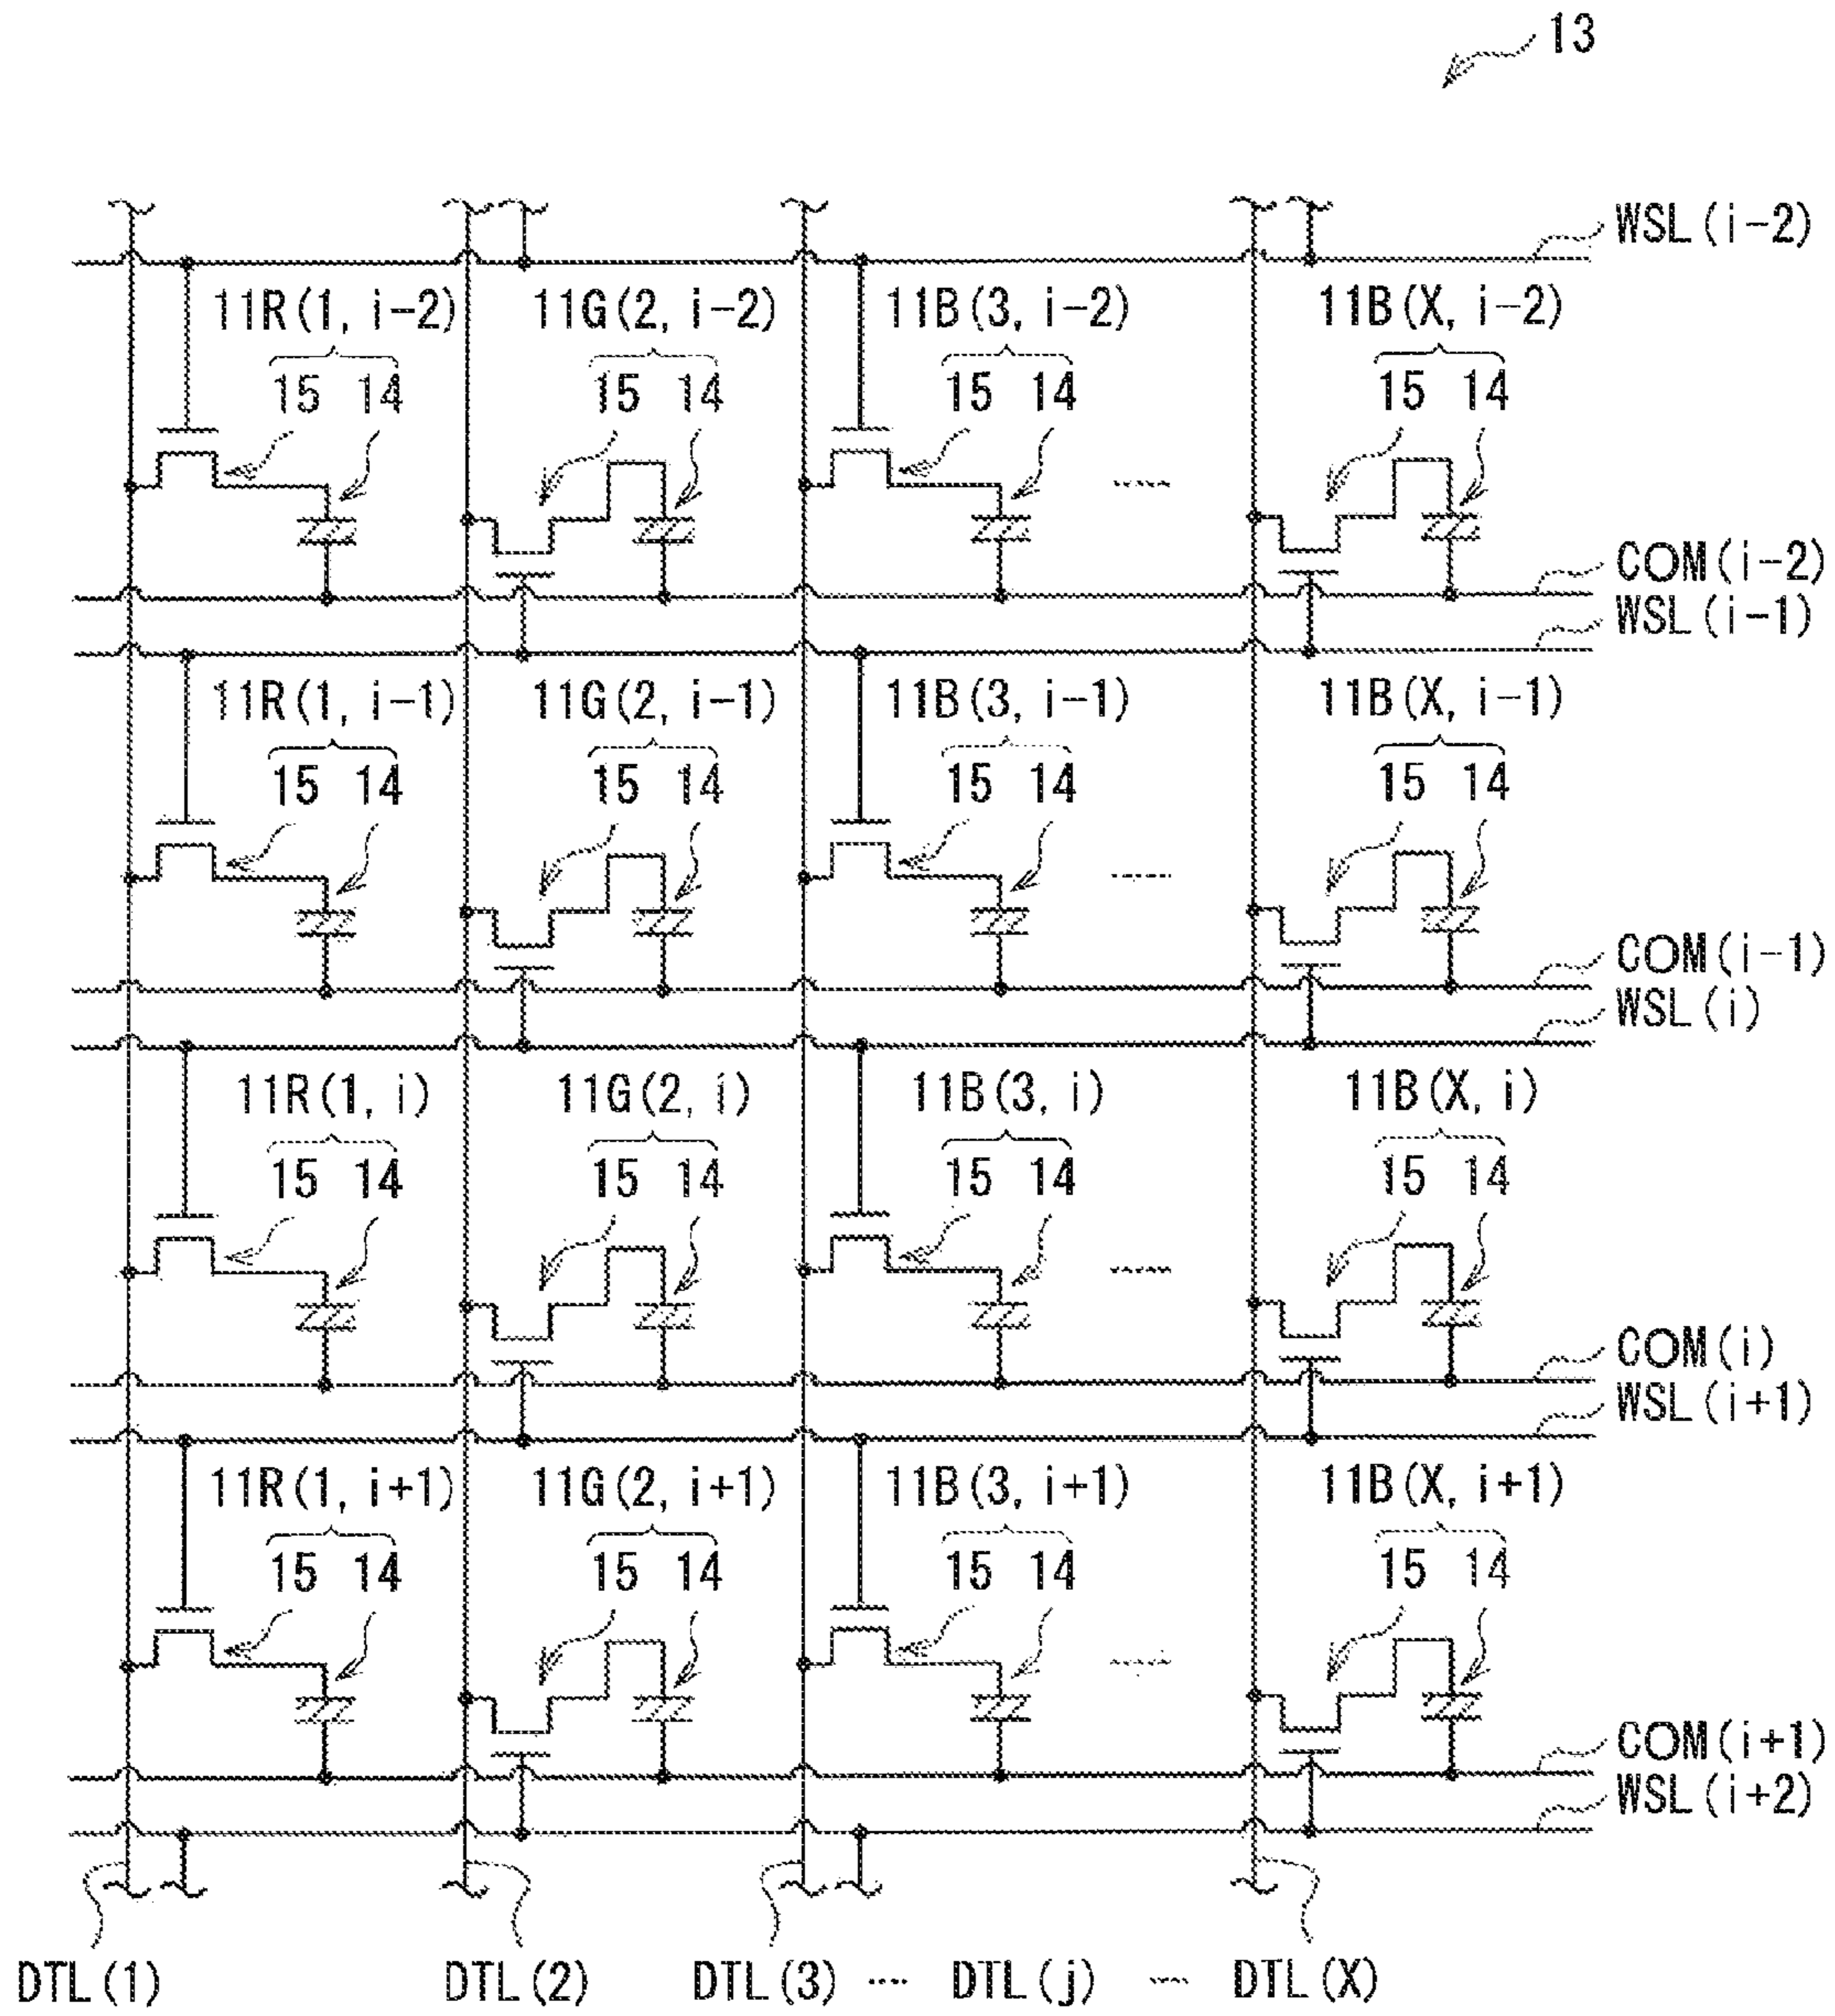 13
WSL(i-2)
11R(1, i-2) 11G(2, i-2) 11B(3, i-2) 11B(X, i-2)
15 14 15 14 15 14 15 14
COM(i-2)
WSL(i-1)
11R(1, i-1) 11G(2, i-1) 11B(3, i-1) 11B(X, i-1)
15 14 15 14 15 14 15 14
COM(i-1)
WSL(i)
11R(1, i) 11G(2, i) 11B(3, i) 11B(X, i)
15 14 15 14 15 14 15 14
COM(i)
WSL(i+1)
11R(1, i+1) 11G(2, i+1) 11B(3, i+1) 11B(X, i+1)
15 14 15 14 15 14 15 14
COM(i+1)
WSL(i+2)
DTL(1) DTL(2) DTL(3) ···· DTL(j) ···· DTL(X)